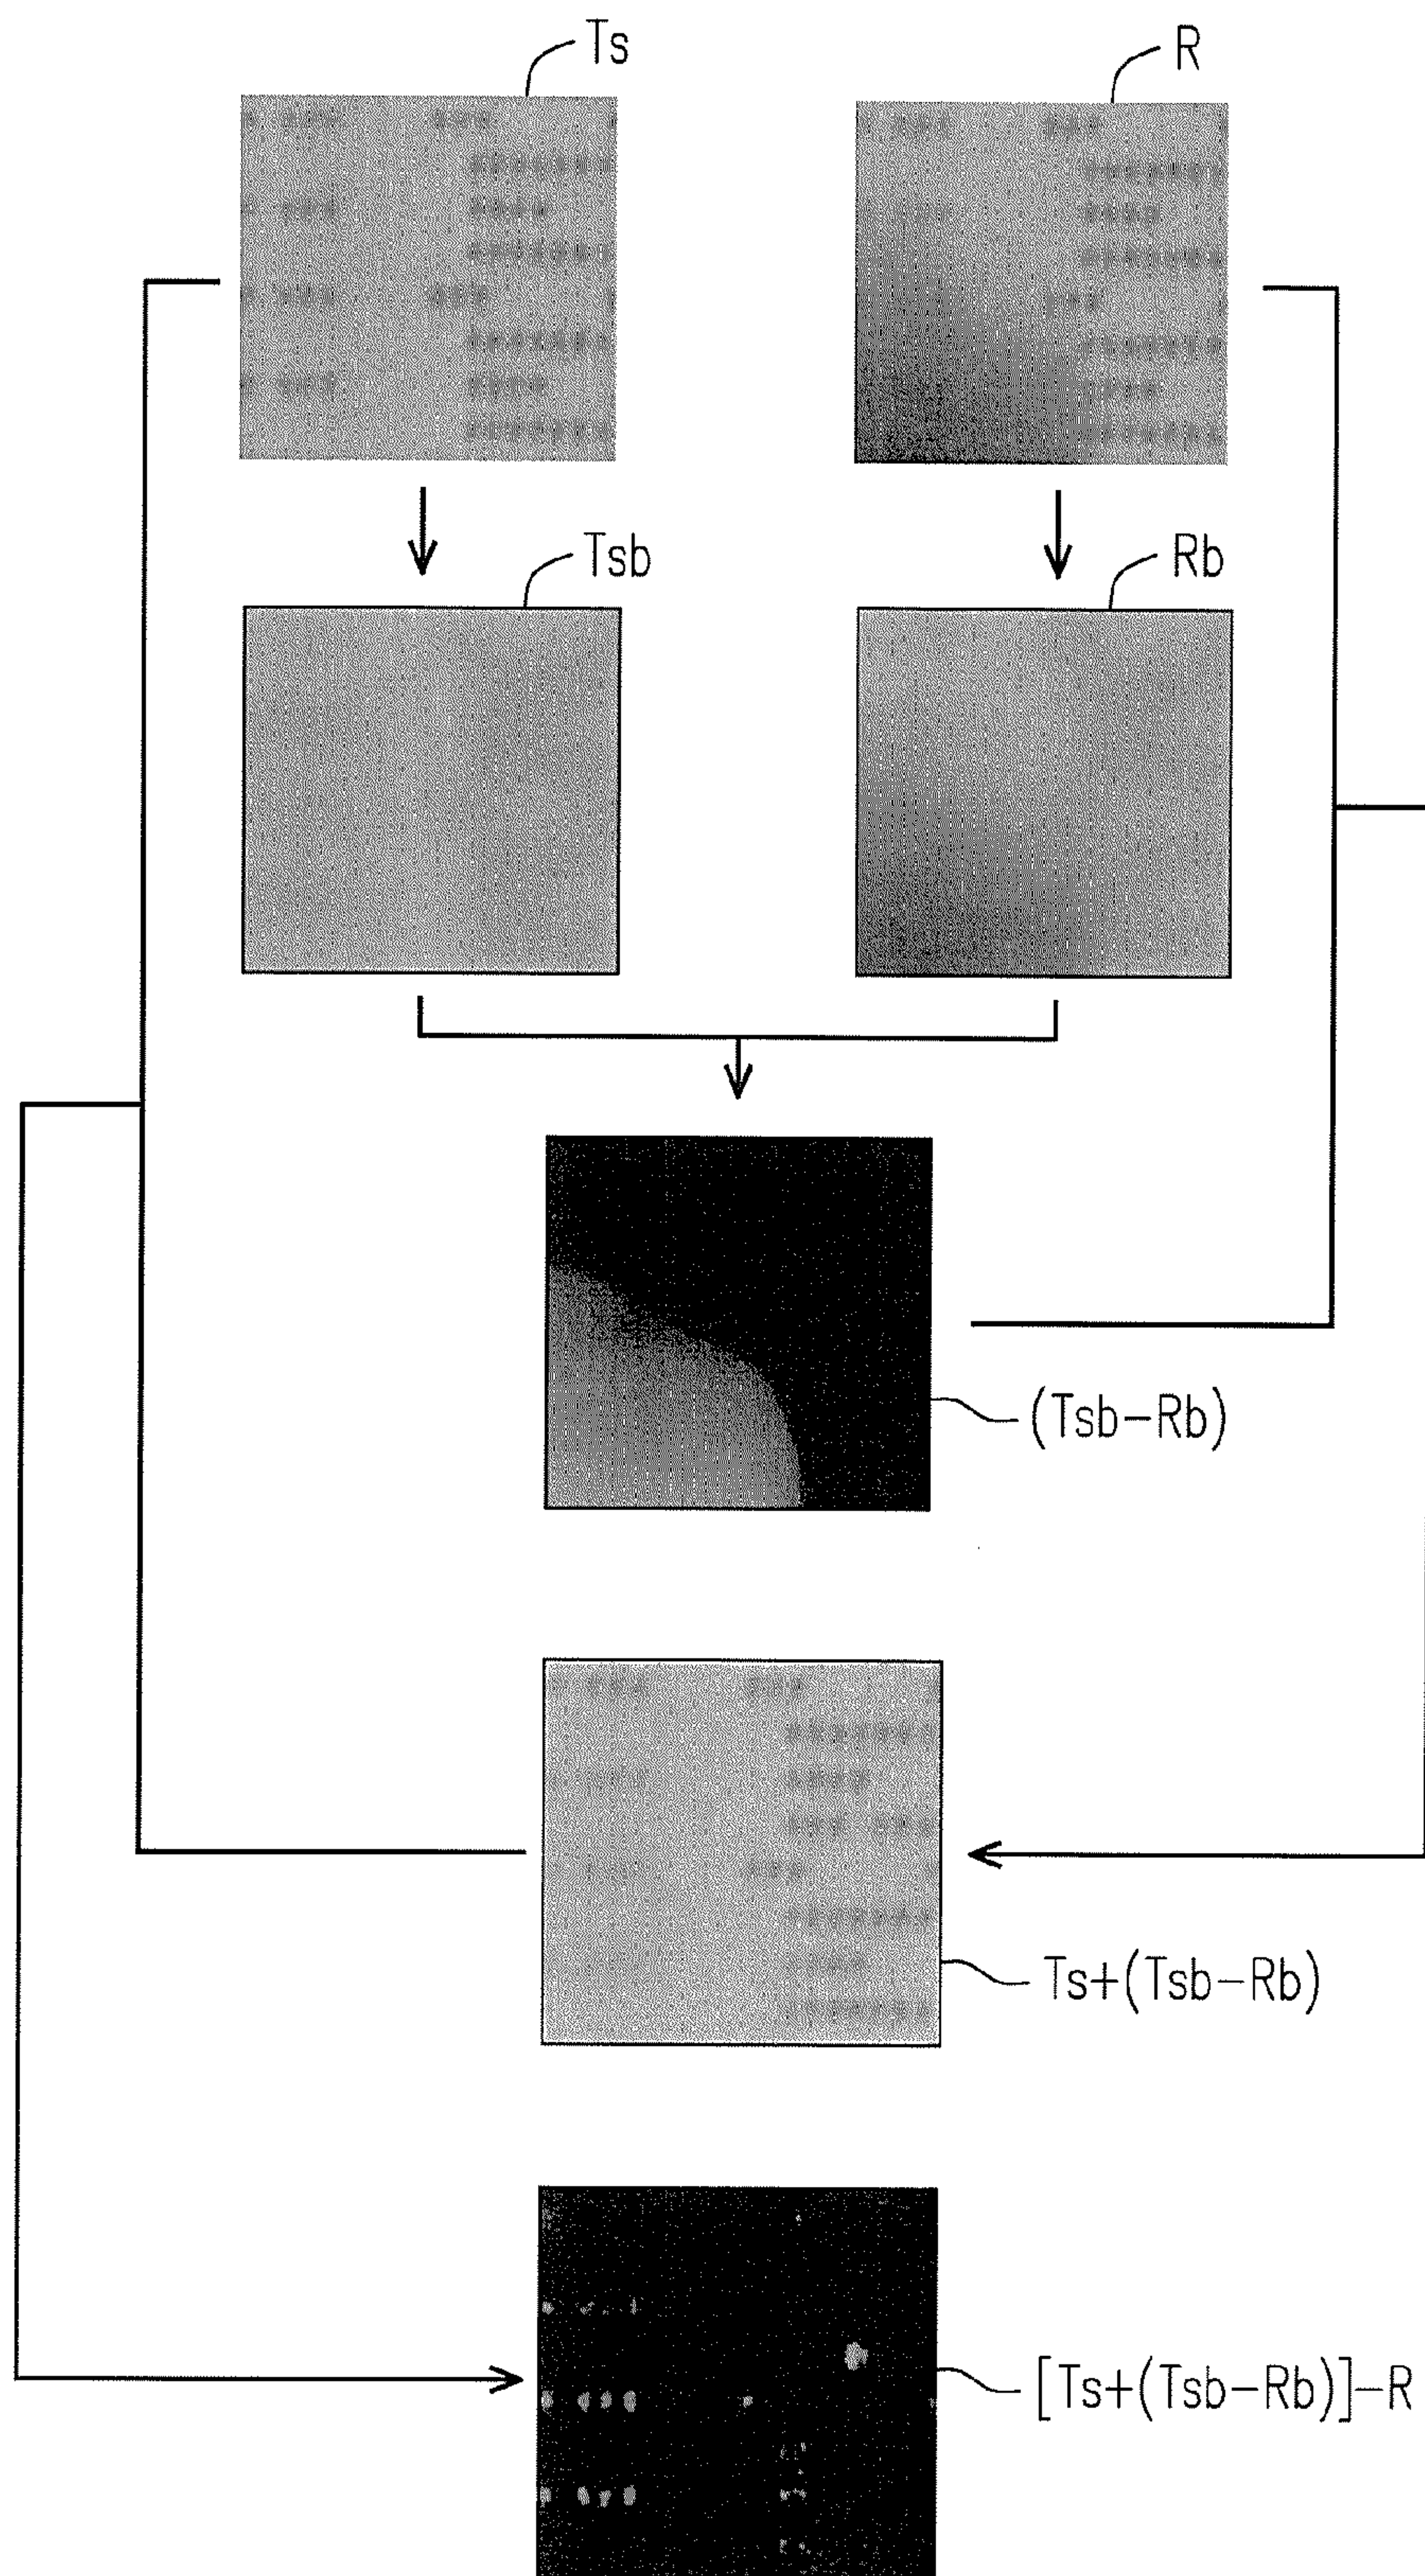 Ts
R
Tsb
Rb
(Tsb-Rb)
Ts+(Tsb-Rb)
[Ts+(Tsb-Rb)]-R